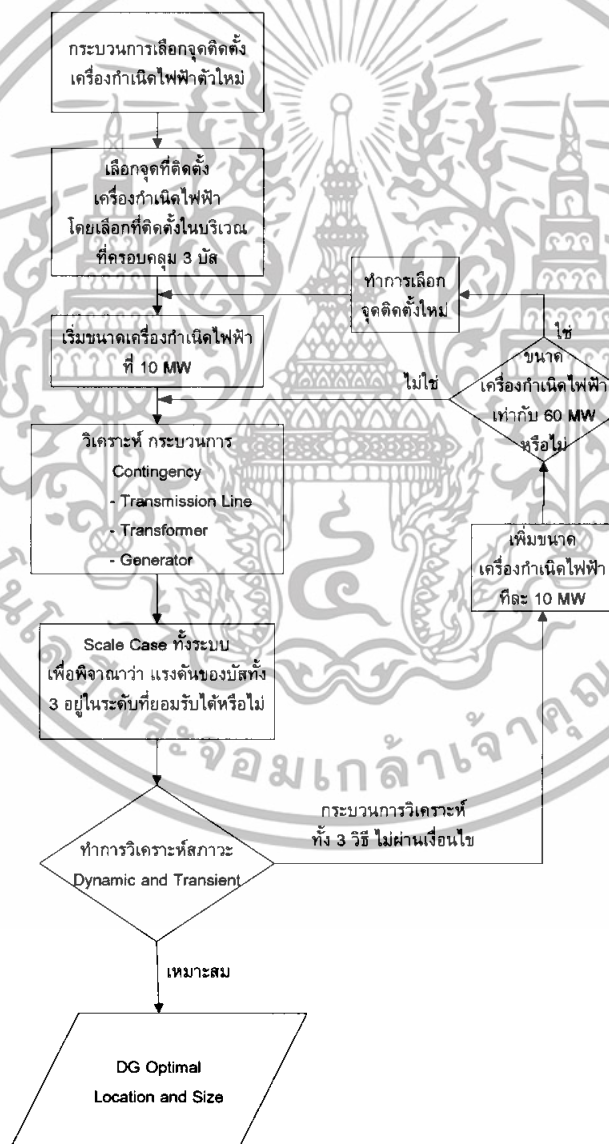 กระบวนการเลือกจุดติดตั้ง
เครื่องกำเนิดไฟฟ้าตัวใหม่
เลือกจุดที่ติดตั้ง
เครื่องกำเนิดไฟฟ้า
โดยเลือกที่ติดตั้งในบริเวณ
ที่ครอบคลุม 3 บัส
ทำการเลือก
จุดติดตั้งใหม่
เริ่มขนาดเครื่องกำเนิดไฟฟ้า
ที่ 10 MW
ใช่
ไม่ใช่
ขนาด
เครื่องกำเนิดไฟฟ้า
เท่ากับ 60 MW
หรือไม่
วิเคราะห์ กระบวนการ
Contingency
- Transmission Line
- Transformer
- Generator
เพิ่มขนาด
เครื่องกำเนิดไฟฟ้า
ทีละ 10 MW
Scale Case ทั้งระบบ
เพื่อพิจาณาว่า แรงดันของบัสทั้ง
3 อยู่ในระดับที่ยอมรับได้หรือไม่
พระจอมเกล้าเจ้าคุณ
กระบวนการวิเคราะห์
ทั้ง 3 วิธี ไม่ผ่านเงื่อนไข
ทำการวิเคราะห์สภาวะ
Dynamic and Transient
เหมาะสม
DG Optimal
Location and Size